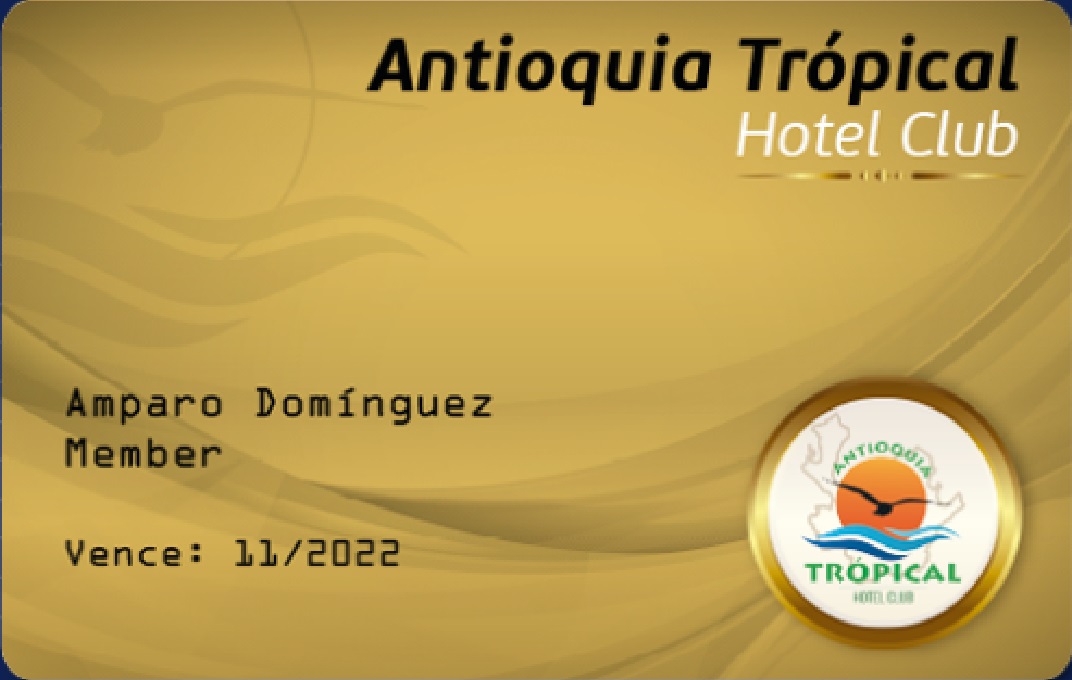 Antioquia Trópical
Hotel Club
Amparo Domínguez
Member
Vence: 11/2022
ANTIOQUIA
TRÓPICAL
HOTEL CLUB